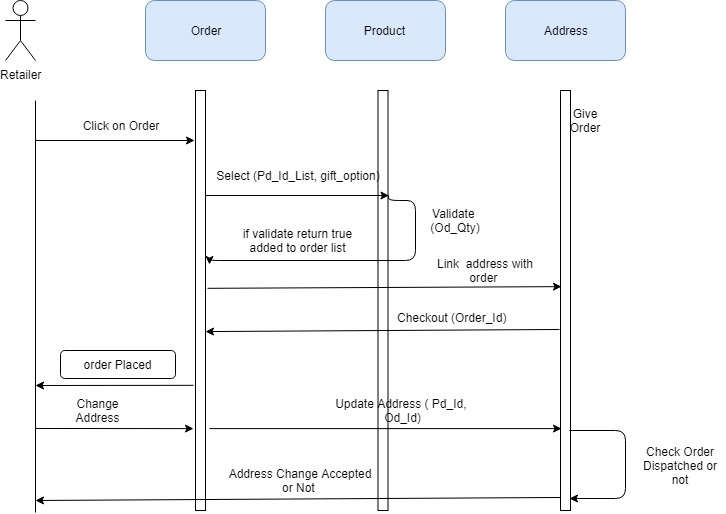 Order
Product
Address
Retailer
Give
Order
Click on Order
Select (Pd_Id_List, gift_option)
Validate
(Od_Qty)
if validate return true
added to order list
Link address with
order
Checkout (Order_Id)
order Placed
Change
Address
Update Address ( Pd_Id,
Od_Id)
Check Order
Dispatched or
not
Address Change Accepted
or Not